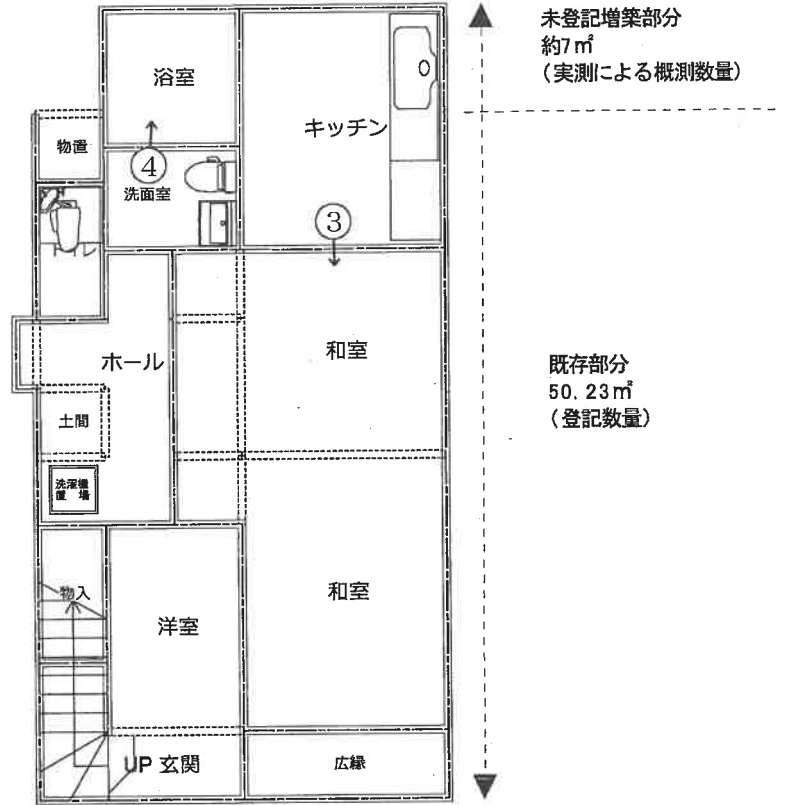 未登記増築部分
約7㎡
(実測による概測数量)
浴室
キッチン
物置
④
洗面室
③
トイレ
和室
ホール
既存部分
50.23㎡
(登記数量)
土間
洗濯機
置場
物入
和室
洋室
UP 玄関
広縁